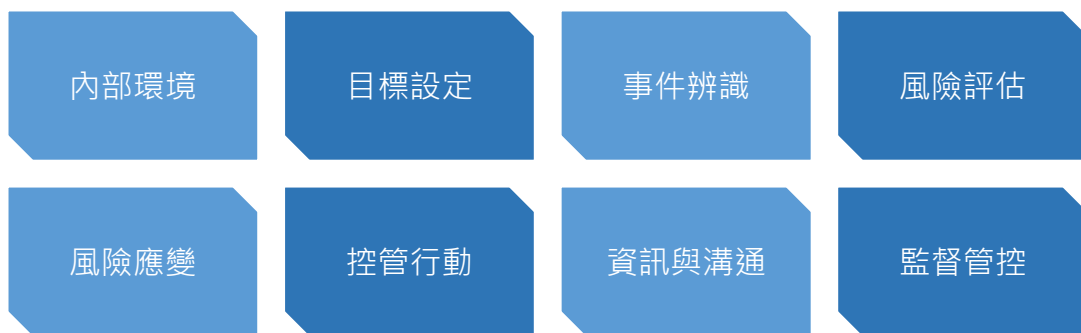 內部環境
目標設定
事件辨識
風險評估
風險應變
控管行動
資訊與溝通
監督管控